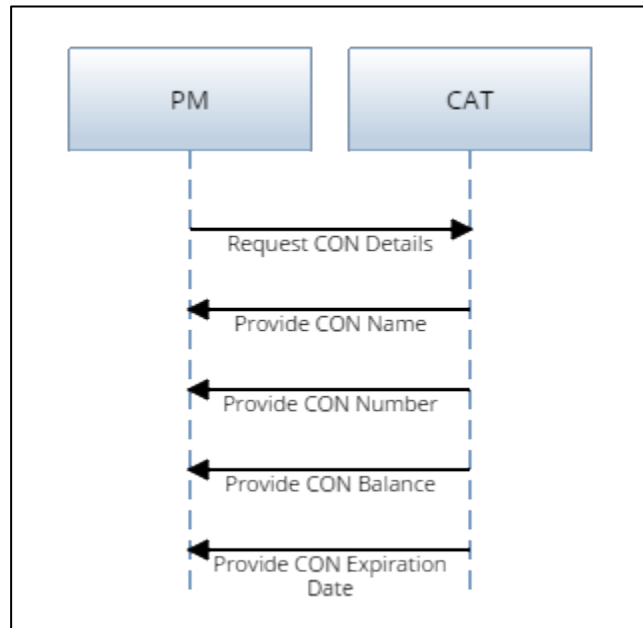 PM
CAT
Request CON Details
Provide CON Name
Provide CON Number
Provide CON Balance
Provide CON Expiration
Date